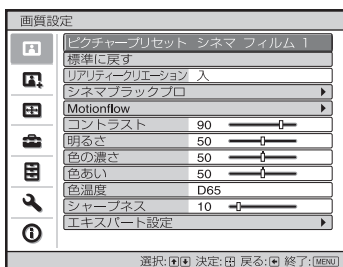 画質設定
ピクチャープリセット シネマ フィルム 1
標準に戻す
リアリティークリエーション 入
シネマブラックプロ
Motionflow
コントラスト 90
明るさ 50
色の濃さ 50
色あい 50
色温度 D65
シャープネス 10
エキスパート設定
選択: 決定: 戻る: 終了: MENU